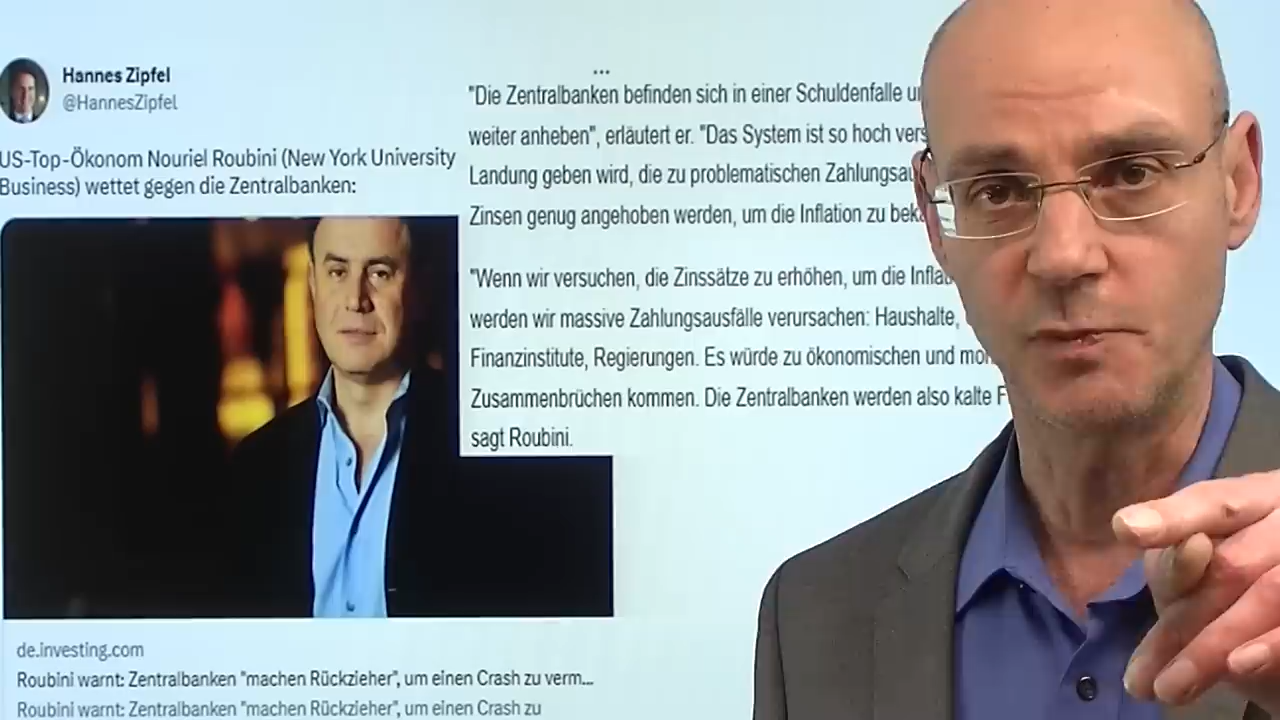 Hannes Zipfel
@HannesZipfel
US-Top-Ökonom Nouriel Roubini (New York University
Business) wettet gegen die Zentralbanken:
...
"Die Zentralbanken befinden sich in einer Schuldenfalle
weiter anheben", erläutert er. "Das System ist so hoch
Landung geben wird, die zu problematischen
Zinsen genug angehoben werden, um die Inflation zu
"Wenn wir versuchen, die Zinssätze zu erhöhen, um die
werden wir massive Zahlungsausfälle verursachen: Haushalte,
Finanzinstitute, Regierungen. Es würde zu ökonomischen und
Zusammenbrüchen kommen. Die Zentralbanken werden also kalte
sagt Roubini.
de.investing.com
Roubini warnt: Zentralbanken "machen Rückzieher", um einen Crash zu verm...
Roubini warnt: Zentralbanken "machen Rückzieher", um einen Crash zu